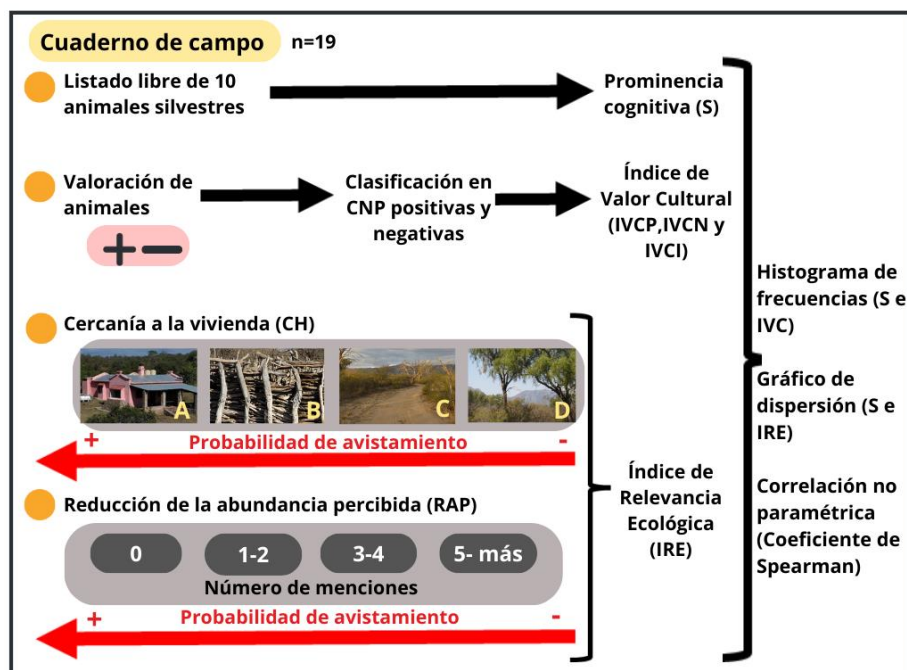 Cuaderno de campo n=19
Listado libre de 10
animales silvestres
Prominencia
cognitiva (S)
Valoración de
animales
+ -
Clasificación en
CNP positivas y
negativas
Índice de
Valor Cultural
(IVCP,IVCN y
IVCI)
Cercanía a la vivienda (CH)
A
B
C
D
+ Probabilidad de avistamiento -
Reducción de la abundancia percibida (RAP)
0
1-2
3-4
5- más
Número de menciones
+ Probabilidad de avistamiento -
Índice de
Relevancia
Ecológica
(IRE)
Histograma de
frecuencias (S e
IVC)
Gráfico de
dispersión (S e
IRE)
Correlación no
paramétrica
(Coeficiente de
Spearman)